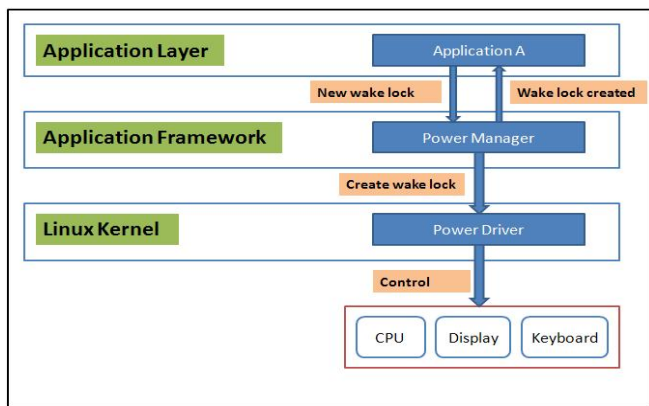 Application Layer
Application A
New wake lock
Wake lock created
Application Framework
Power Manager
Create wake lock
Linux Kernel
Power Driver
Control
CPU
Display
Keyboard